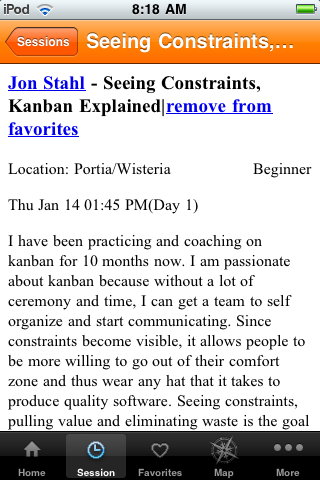 iPod 8:18 AM
Sessions Seeing Constraints,...
Jon Stahl - Seeing Constraints,
Kanban Explained|remove from
favorites
Location: Portia/Wisteria Beginner
Thu Jan 14 01:45 PM(Day 1)
I have been practicing and coaching on
kanban for 10 months now. I am passionate
about kanban because without a lot of
ceremony and time, I can get a team to self
organize and start communicating. Since
constraints become visible, it allows people to
be more willing to go out of their comfort
zone and thus wear any hat that it takes to
produce quality software. Seeing constraints,
pulling value and eliminating waste is the goal
Home Session Favorites Map More